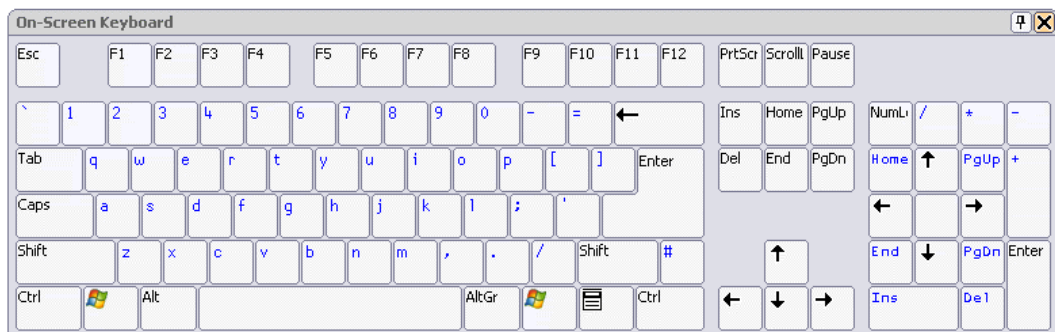 On-Screen Keyboard
Esc F1 F2 F3 F4 F5 F6 F7 F8 F9 F10 F11 F12 PrtScr Scroll Pause
` 1 2 3 4 5 6 7 8 9 0 - = ← Ins Home PgUp NumL / * -
Tab q w e r t y u i o p [ ] Enter Del End PgDn Home ↑ PgUp +
Caps a s d f g h j k l ; ' ← →
Shift z x c v b n m , . / Shift # ↑ End ↓ PgDn Enter
Ctrl Alt AltGr Ctrl ← ↓ → Ins Del